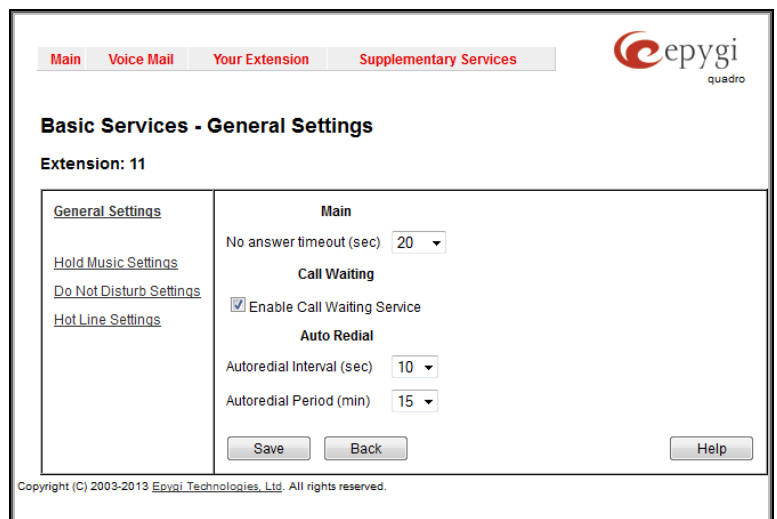 Main Voice Mail Your Extension Supplementary Services
epygi
quadro
Basic Services - General Settings
Extension: 11
General Settings
Hold Music Settings
Do Not Disturb Settings
Hot Line Settings
Main
No answer timeout (sec) 20
Call Waiting
Enable Call Waiting Service
Auto Redial
Autoredial Interval (sec) 10
Autoredial Period (min) 15
Save Back Help
Copyright (C) 2003-2013 Epygi Technologies, Ltd. All rights reserved.